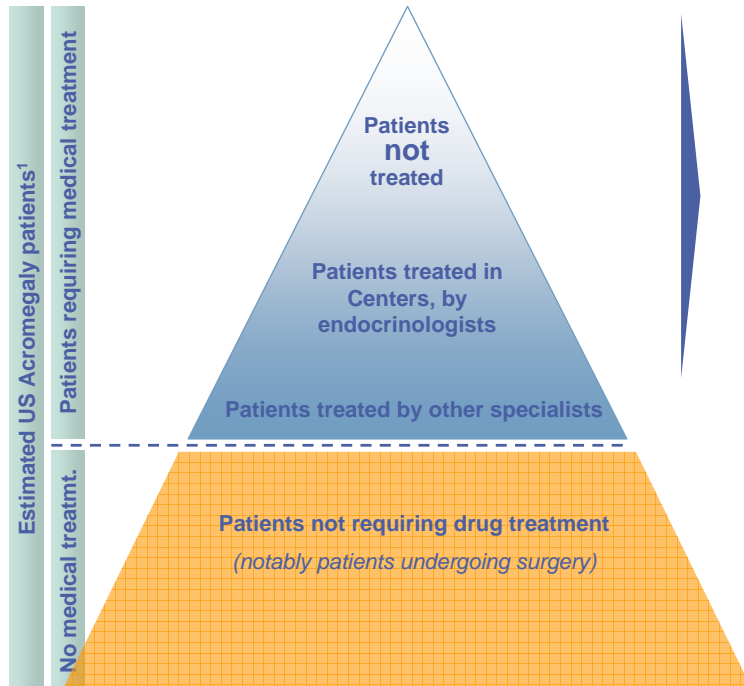 Estimated US Acromegaly patients¹
Patients requiring medical treatment
No medical treatmt.
Patients
not
treated
Patients treated in
Centers, by
endocrinologists
Patients treated by other specialists
Patients not requiring drug treatment
(notably patients undergoing surgery)